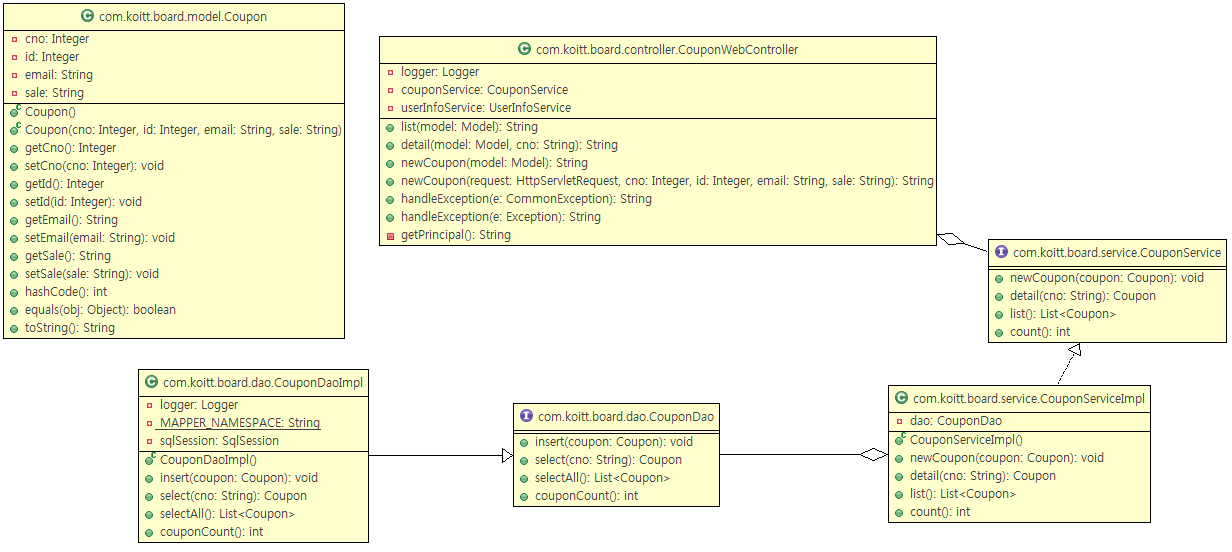 com.koitt.board.model.Coupon
cno: Integer
id: Integer
email: String
sale: String
Coupon()
Coupon(cno: Integer, id: Integer, email: String, sale: String)
getCno(): Integer
setCno(cno: Integer): void
getId(): Integer
setId(id: Integer): void
getEmail(): String
setEmail(email: String): void
getSale(): String
setSale(sale: String): void
hashCode(): int
equals(obj: Object): boolean
toString(): String
com.koitt.board.controller.CouponWebController
logger: Logger
couponService: CouponService
userInfoService: UserInfoService
list(model: Model): String
detail(model: Model, cno: String): String
newCoupon(model: Model): String
newCoupon(request: HttpServletRequest, cno: Integer, id: Integer, email: String, sale: String): String
handleException(e: CommonException): String
handleException(e: Exception): String
getPrincipal(): String
com.koitt.board.service.CouponService
newCoupon(coupon: Coupon): void
detail(cno: String): Coupon
list(): List<Coupon>
count(): int
com.koitt.board.dao.CouponDaoImpl
logger: Logger
MAPPER_NAMESPACE: String
sqlSession: SqlSession
CouponDaoImpl()
insert(coupon: Coupon): void
select(cno: String): Coupon
selectAll(): List<Coupon>
couponCount(): int
com.koitt.board.dao.CouponDao
insert(coupon: Coupon): void
select(cno: String): Coupon
selectAll(): List<Coupon>
couponCount(): int
com.koitt.board.service.CouponServiceImpl
dao: CouponDao
CouponServiceImpl()
newCoupon(coupon: Coupon): void
detail(cno: String): Coupon
list(): List<Coupon>
count(): int